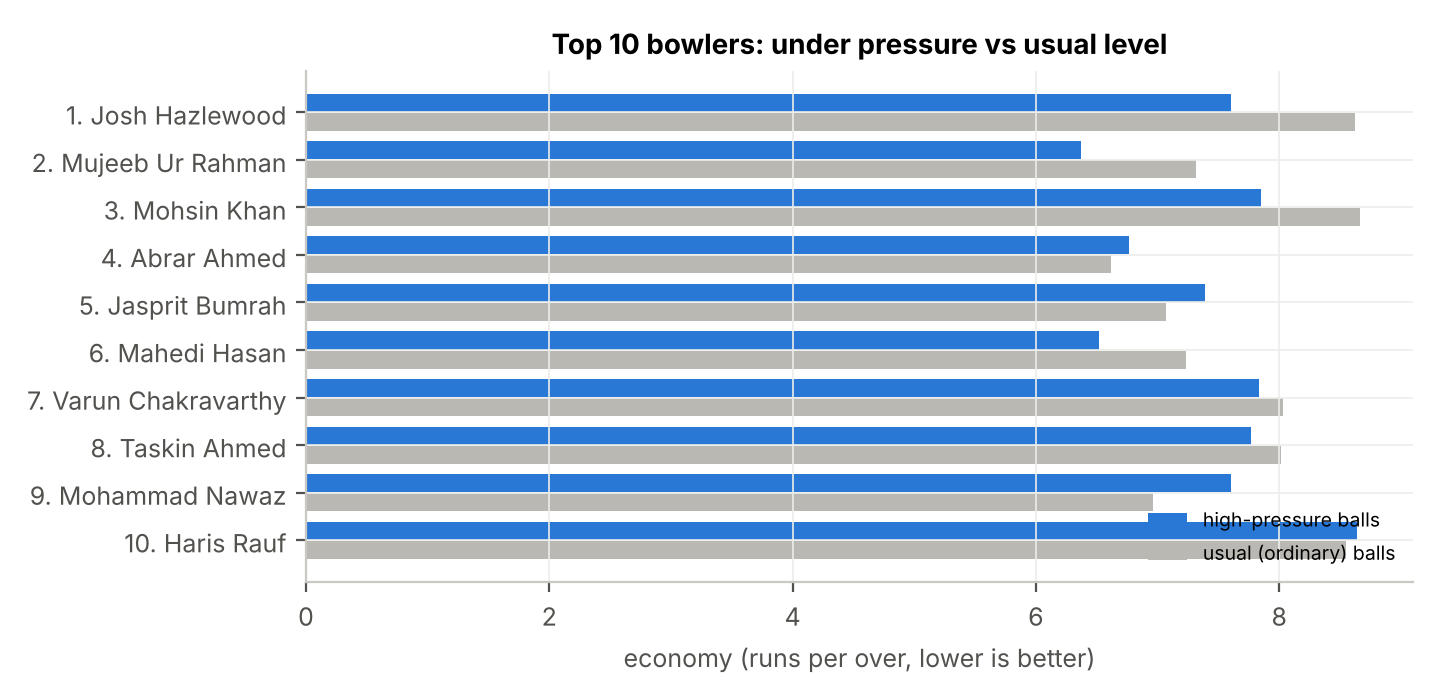 Top 10 bowlers: under pressure vs usual level
1. Josh Hazlewood
2. Mujeeb Ur Rahman
3. Mohsin Khan
4. Abrar Ahmed
5. Jasprit Bumrah
6. Mahedi Hasan
7. Varun Chakravarthy
8. Taskin Ahmed
9. Mohammad Nawaz
10. Haris Rauf
high-pressure balls
usual (ordinary) balls
0 2 4 6 8
economy (runs per over, lower is better)